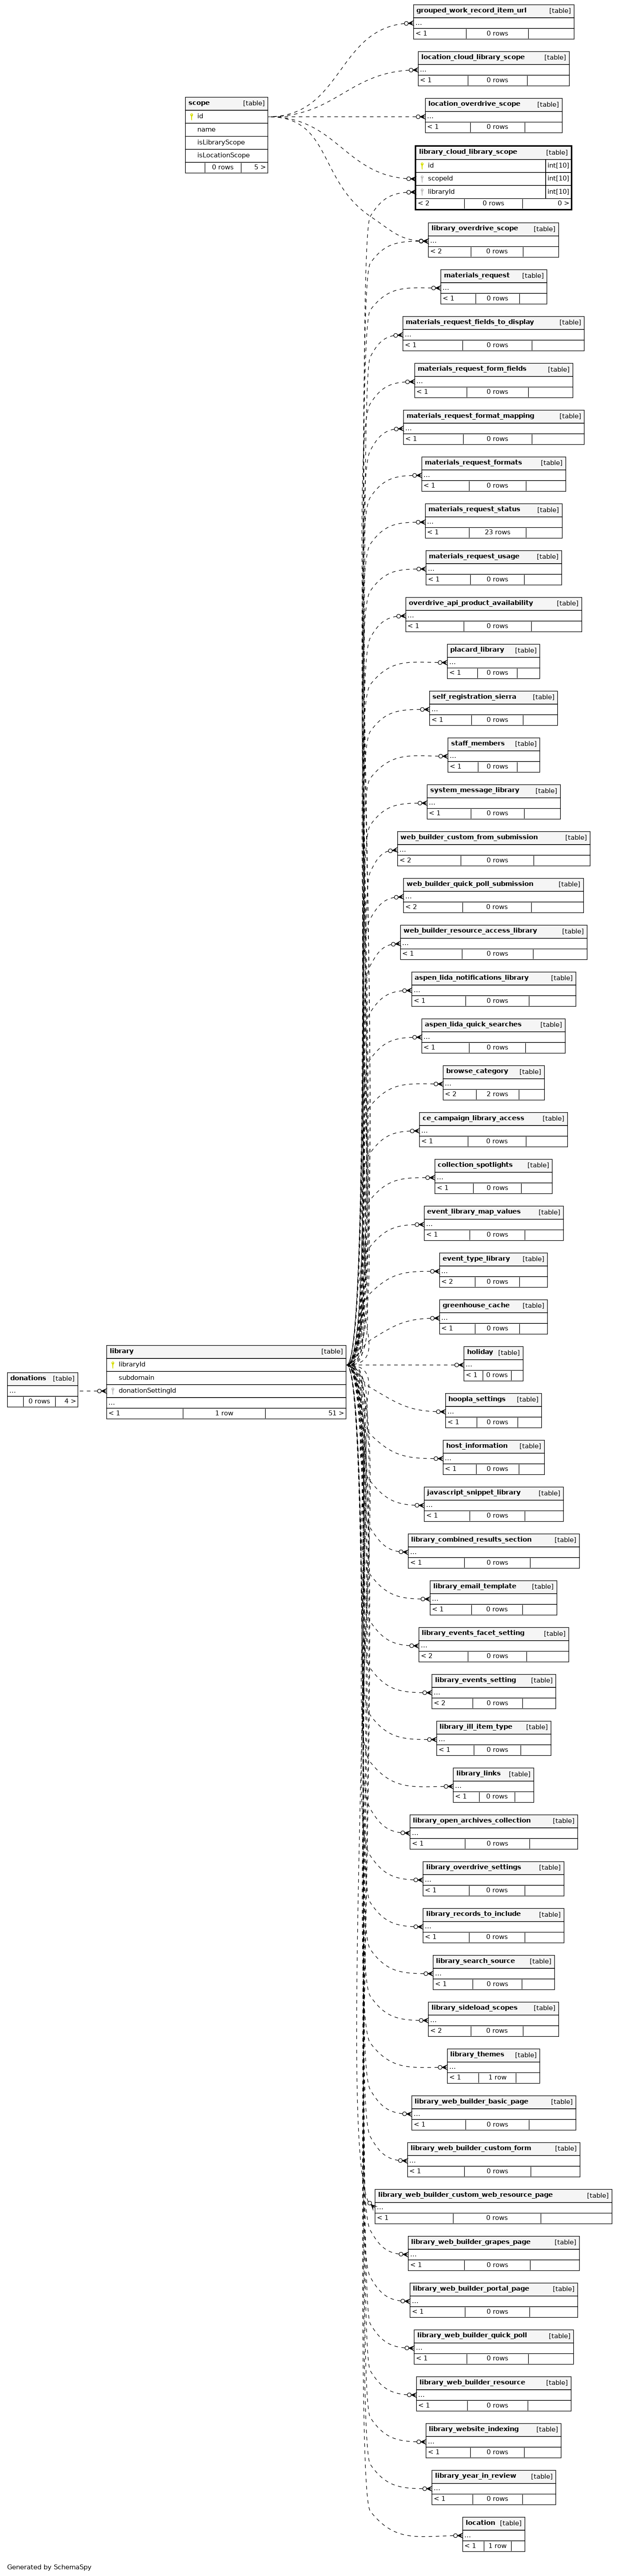 grouped_work_record_item_url [table]
...
< 1 0 rows
location_cloud_library_scope [table]
...
< 1 0 rows
scope [table]
id
name
isLibraryScope
isLocationScope
0 rows 5 >
location_overdrive_scope [table]
...
< 1 0 rows
library_cloud_library_scope [table]
id int[10]
scopeId int[10]
libraryId int[10]
< 2 0 rows 0 >
library_overdrive_scope [table]
...
< 2 0 rows
materials_request [table]
...
< 1 0 rows
materials_request_fields_to_display [table]
...
< 1 0 rows
materials_request_form_fields [table]
...
< 1 0 rows
materials_request_format_mapping [table]
...
< 1 0 rows
materials_request_formats [table]
...
< 1 0 rows
materials_request_status [table]
...
< 1 23 rows
materials_request_usage [table]
...
< 1 0 rows
overdrive_api_product_availability [table]
...
< 1 0 rows
placard_library [table]
...
< 1 0 rows
self_registration_sierra [table]
...
< 1 0 rows
staff_members [table]
...
< 1 0 rows
system_message_library [table]
...
< 1 0 rows
web_builder_custom_from_submission [table]
...
< 2 0 rows
web_builder_quick_poll_submission [table]
...
< 2 0 rows
web_builder_resource_access_library [table]
...
< 1 0 rows
aspen_lida_notifications_library [table]
...
< 1 0 rows
aspen_lida_quick_searches [table]
...
< 1 0 rows
browse_category [table]
...
< 2 2 rows
ce_campaign_library_access [table]
...
< 1 0 rows
collection_spotlights [table]
...
< 1 0 rows
event_library_map_values [table]
...
< 1 0 rows
event_type_library [table]
...
< 2 0 rows
greenhouse_cache [table]
...
< 1 0 rows
donations [table]
...
0 rows 4 >
library [table]
libraryId
subdomain
donationSettingId
...
< 1 1 row 51 >
holiday [table]
...
< 1 0 rows
hoopla_settings [table]
...
< 1 0 rows
host_information [table]
...
< 1 0 rows
javascript_snippet_library [table]
...
< 1 0 rows
library_combined_results_section [table]
...
< 1 0 rows
library_email_template [table]
...
< 1 0 rows
library_events_facet_setting [table]
...
< 2 0 rows
library_events_setting [table]
...
< 2 0 rows
library_ill_item_type [table]
...
< 1 0 rows
library_links [table]
...
< 1 0 rows
library_open_archives_collection [table]
...
< 1 0 rows
library_overdrive_settings [table]
...
< 1 0 rows
library_records_to_include [table]
...
< 1 0 rows
library_search_source [table]
...
< 1 0 rows
library_sideload_scopes [table]
...
< 2 0 rows
library_themes [table]
...
< 1 1 row
library_web_builder_basic_page [table]
...
< 1 0 rows
library_web_builder_custom_form [table]
...
< 1 0 rows
library_web_builder_custom_web_resource_page [table]
...
< 1 0 rows
library_web_builder_grapes_page [table]
...
< 1 0 rows
library_web_builder_portal_page [table]
...
< 1 0 rows
library_web_builder_quick_poll [table]
...
< 1 0 rows
library_web_builder_resource [table]
...
< 1 0 rows
library_website_indexing [table]
...
< 1 0 rows
library_year_in_review [table]
...
< 1 0 rows
location [table]
...
< 1 1 row
Generated by SchemaSpy